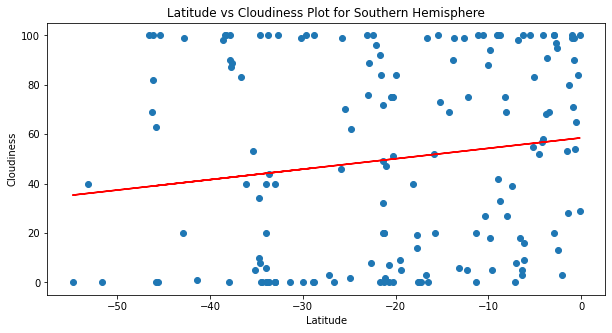 Latitude vs Cloudiness Plot for Southern Hemisphere
100
80
60
40
20
0
Cloudiness
−50 −40 −30 −20 −10 0
Latitude